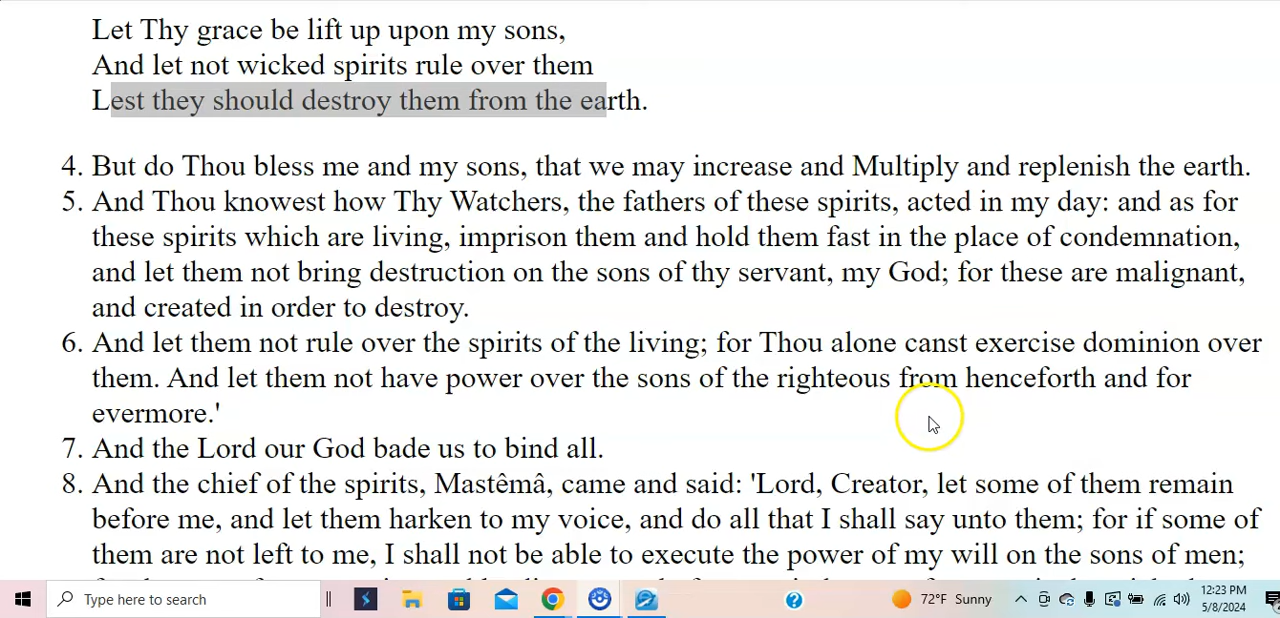 Let Thy grace be lift up upon my sons,
And let not wicked spirits rule over them
Lest they should destroy them from the earth.
4. But do Thou bless me and my sons, that we may increase and Multiply and replenish the earth.
5. And Thou knowest how Thy Watchers, the fathers of these spirits, acted in my day: and as for
these spirits which are living, imprison them and hold them fast in the place of condemnation,
and let them not bring destruction on the sons of thy servant, my God; for these are malignant,
and created in order to destroy.
6. And let them not rule over the spirits of the living; for Thou alone canst exercise dominion over
them. And let them not have power over the sons of the righteous from henceforth and for
evermore.'
7. And the Lord our God bade us to bind all.
8. And the chief of the spirits, Mastêmâ, came and said: 'Lord, Creator, let some of them remain
before me, and let them harken to my voice, and do all that I shall say unto them; for if some of
them are not left to me, I shall not be able to execute the power of my will on the sons of men;
Type here to search
72°F Sunny
12:23 PM
5/8/2024